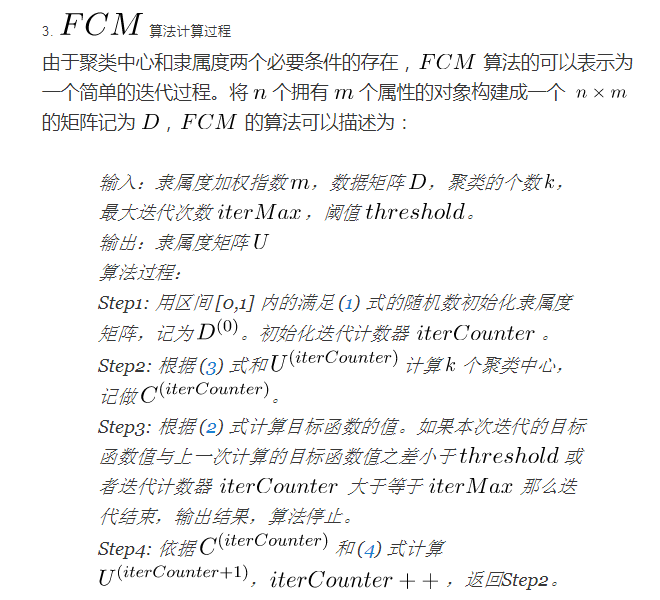 3. FCM 算法计算过程
由于聚类中心和隶属度两个必要条件的存在，FCM 算法的可以表示为
一个简单的迭代过程。将 n 个拥有 m 个属性的对象构建成一个 n × m
的矩阵记为 D，FCM 的算法可以描述为：
输入：隶属度加权指数 m，数据矩阵 D，聚类的个数 k，
最大迭代次数 iterMax，阈值 threshold。
输出：隶属度矩阵 U
算法过程：
Step1: 用区间 [0,1] 内的满足 (1) 式的随机数初始化隶属度
矩阵，记为 D^(0)。初始化迭代计数器 iterCounter 。
Step2: 根据 (3) 式和 U^(iterCounter) 计算 k 个聚类中心，
记做 C^(iterCounter)。
Step3: 根据 (2) 式计算目标函数的值。如果本次迭代的目标
函数值与上一次计算的目标函数值之差小于 threshold 或
者迭代计数器 iterCounter 大于等于 iterMax 那么迭
代结束，输出结果，算法停止。
Step4: 依据 C^(iterCounter) 和 (4) 式计算
U^(iterCounter+1)，iterCounter + +，返回Step2。